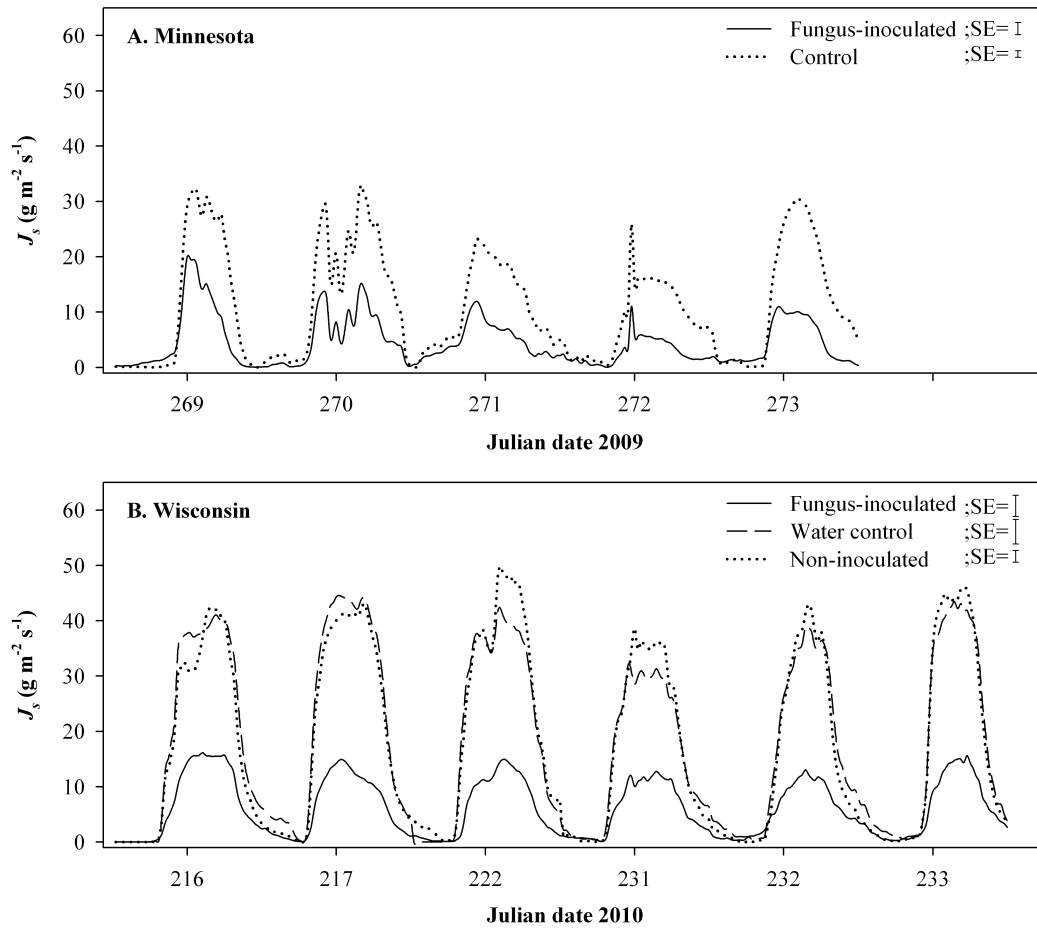 A. Minnesota
Fungus-inoculated ;SE=
Control ;SE=
60
50
40
30
20
10
0
Js (g m-2 s-1)
269 270 271 272 273
Julian date 2009
B. Wisconsin
Fungus-inoculated ;SE=
Water control ;SE=
Non-inoculated ;SE=
60
50
40
30
20
10
0
Js (g m-2 s-1)
216 217 222 231 232 233
Julian date 2010